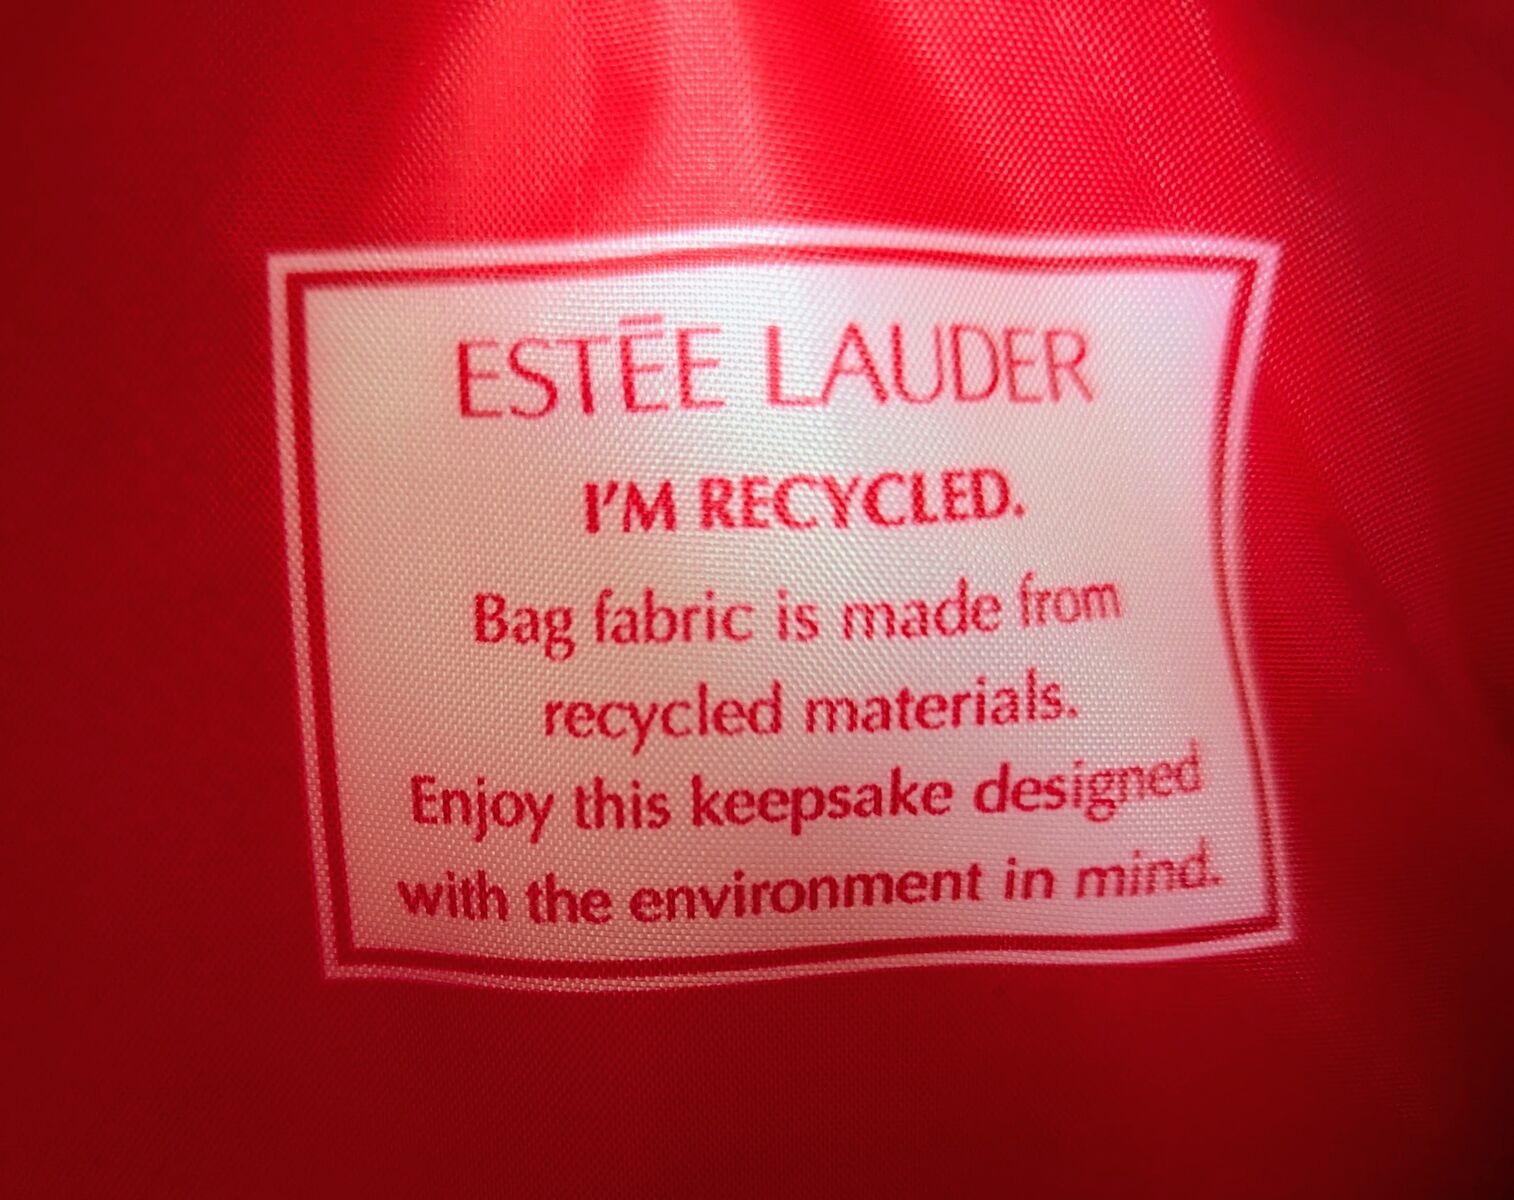 ESTĒE LAUDER
I'M RECYCLED.
Bag fabric is made from
recycled materials.
Enjoy this keepsake designed
with the environment in mind.